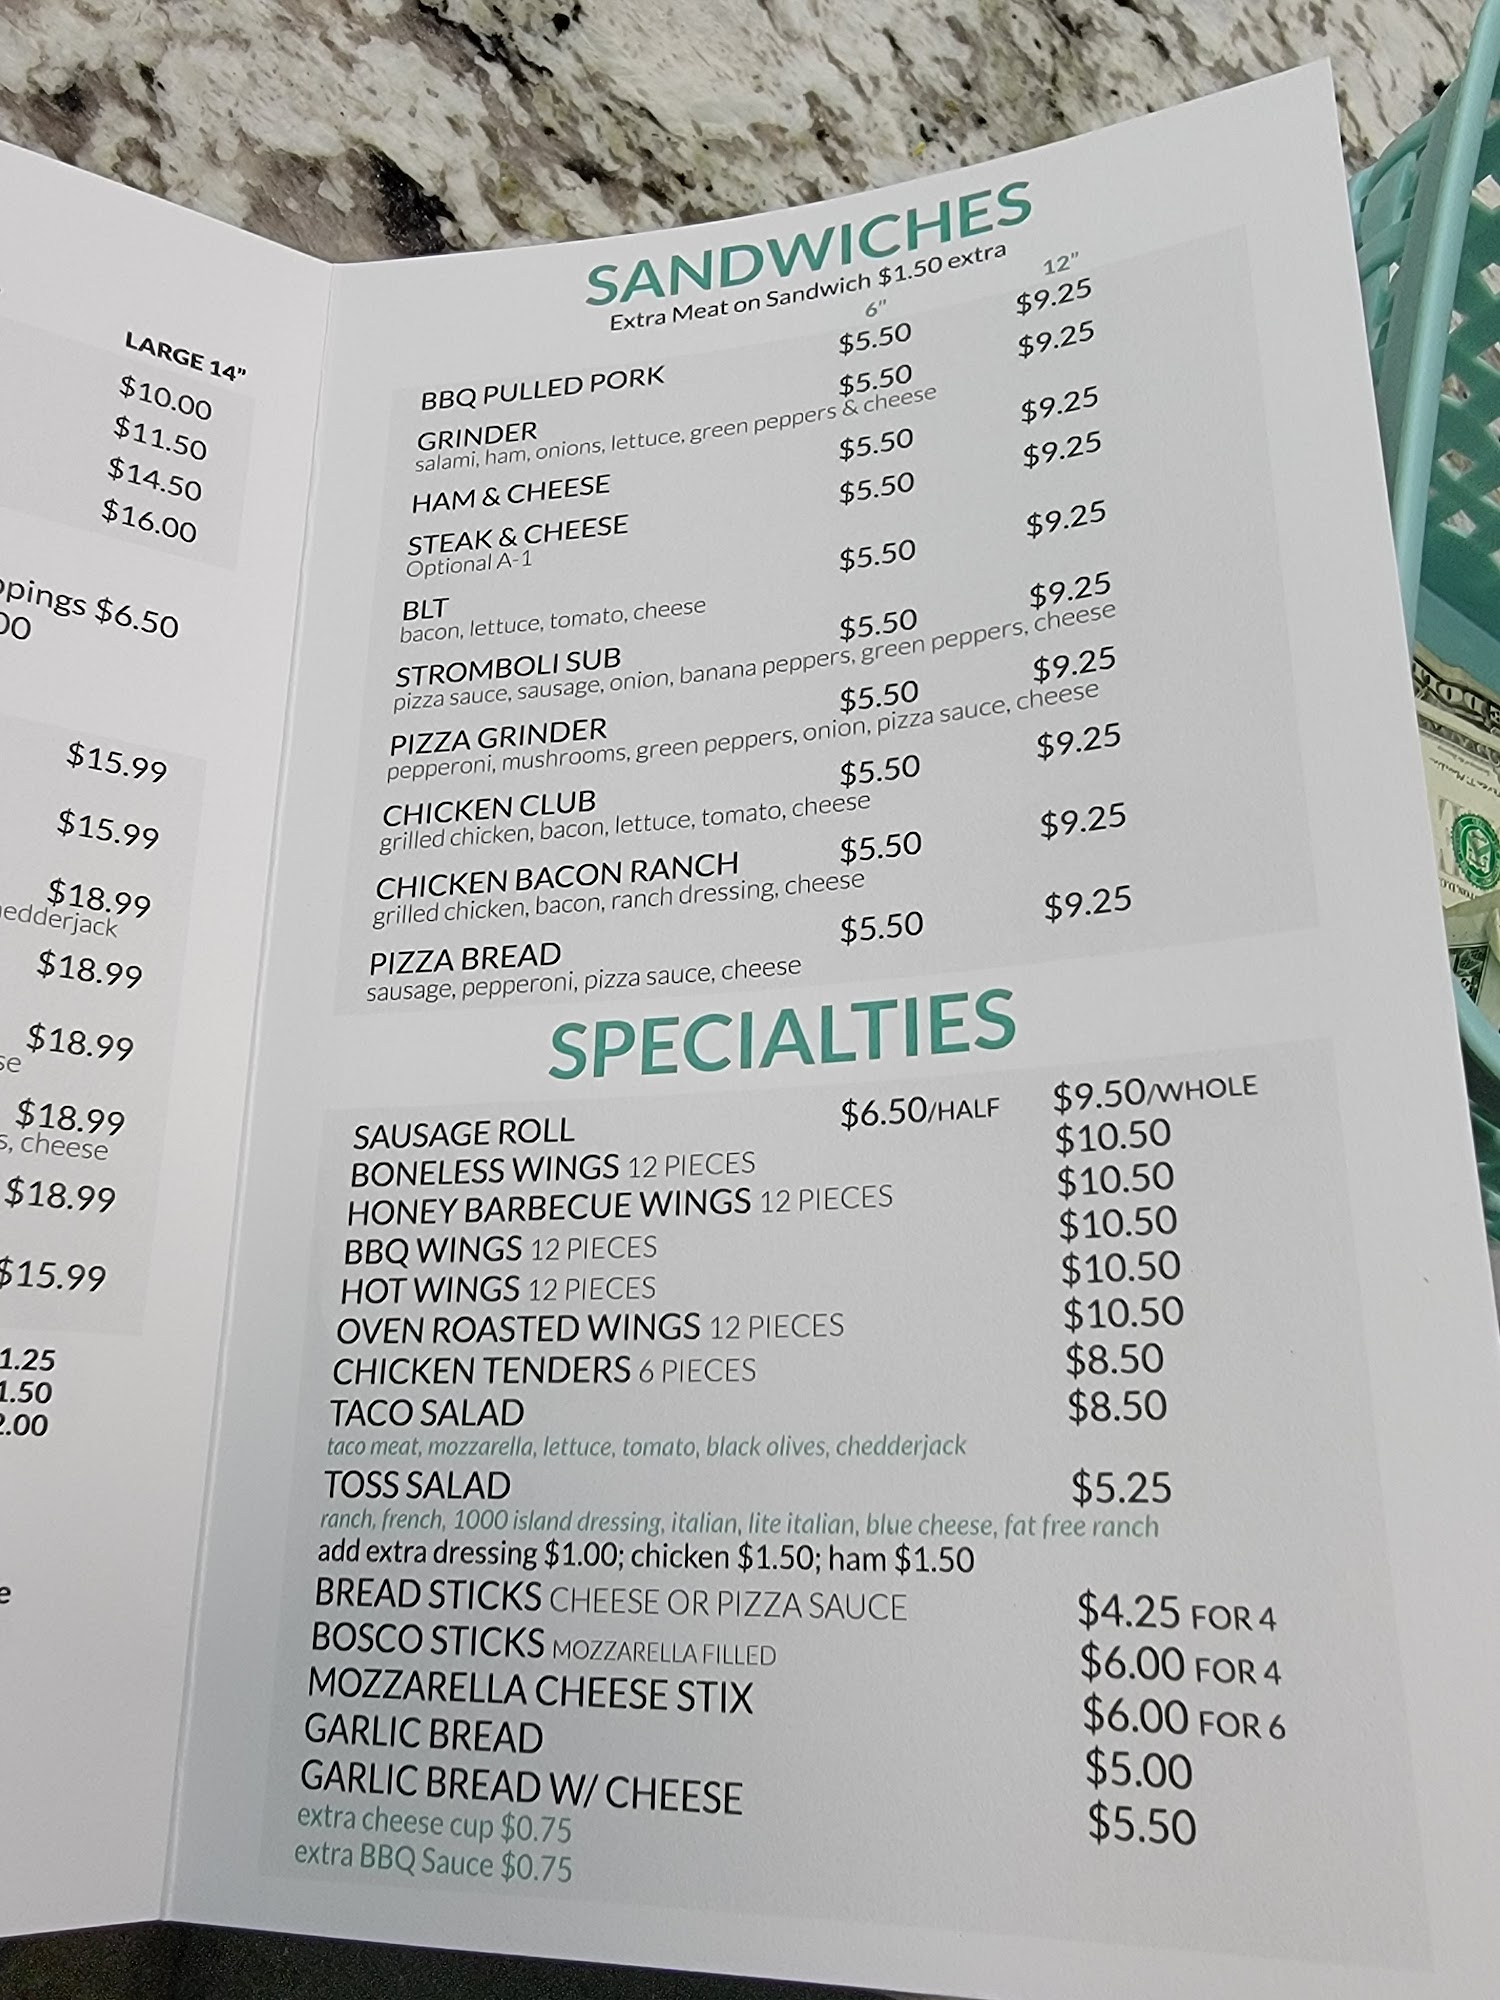 LARGE 14"
$10.00
$11.50
$14.50
$16.00
$6.50
$15.99
$15.99
$18.99
$18.99
$18.99
$18.99
cheese
$18.99
$15.99
1.25
1.50
2.00
SANDWICHES
Extra Meat on Sandwich $1.50 extra
6" 12"
BBQ PULLED PORK $5.50 $9.25
GRINDER $5.50 $9.25
salami, ham, onions, lettuce, green peppers & cheese
HAM & CHEESE $5.50 $9.25
STEAK & CHEESE $5.50 $9.25
Optional A-1
BLT $5.50 $9.25
bacon, lettuce, tomato, cheese
STROMBOLI SUB $5.50 $9.25
pizza sauce, sausage, onion, banana peppers, green peppers, cheese
PIZZA GRINDER $5.50 $9.25
pepperoni, mushrooms, green peppers, onion, pizza sauce, cheese
CHICKEN CLUB $5.50 $9.25
grilled chicken, bacon, lettuce, tomato, cheese
CHICKEN BACON RANCH $5.50 $9.25
grilled chicken, bacon, ranch dressing, cheese
PIZZA BREAD $5.50 $9.25
sausage, pepperoni, pizza sauce, cheese
SPECIALTIES
SAUSAGE ROLL $6.50/HALF $9.50/WHOLE
BONELESS WINGS 12 PIECES $10.50
HONEY BARBECUE WINGS 12 PIECES $10.50
BBQ WINGS 12 PIECES $10.50
HOT WINGS 12 PIECES $10.50
OVEN ROASTED WINGS 12 PIECES $10.50
CHICKEN TENDERS 6 PIECES $8.50
TACO SALAD $8.50
taco meat, mozzarella, lettuce, tomato, black olives, chedderjack
TOSS SALAD $5.25
ranch, french, 1000 island dressing, italian, lite italian, blue cheese, fat free ranch
add extra dressing $1.00; chicken $1.50; ham $1.50
BREAD STICKS CHEESE OR PIZZA SAUCE $4.25 FOR 4
BOSCO STICKS MOZZARELLA FILLED $6.00 FOR 4
MOZZARELLA CHEESE STIX $6.00 FOR 6
GARLIC BREAD $5.00
GARLIC BREAD W/ CHEESE $5.50
extra cheese cup $0.75
extra BBQ Sauce $0.75